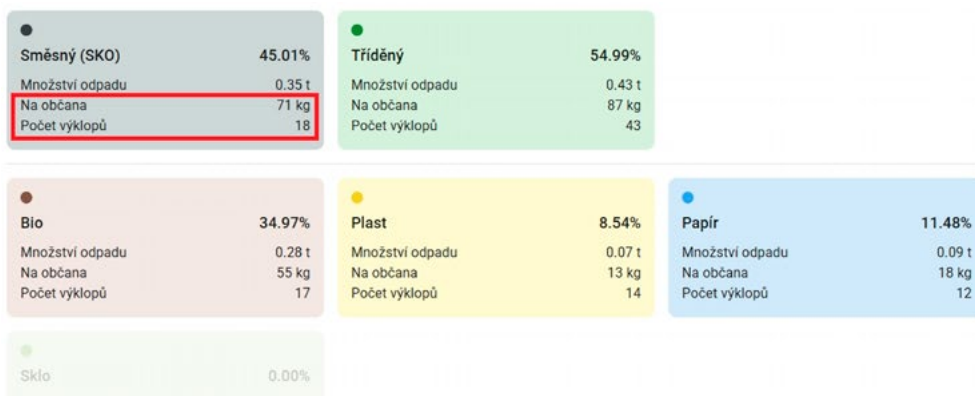 Směsný (SKO) 45.01%
Množství odpadu 0.35 t
Na občana 71 kg
Počet výklopů 18
Tříděný 54.99%
Množství odpadu 0.43 t
Na občana 87 kg
Počet výklopů 43
Bio 34.97%
Množství odpadu 0.28 t
Na občana 55 kg
Počet výklopů 17
Plast 8.54%
Množství odpadu 0.07 t
Na občana 13 kg
Počet výklopů 14
Papír 11.48%
Množství odpadu 0.09 t
Na občana 18 kg
Počet výklopů 12
Sklo 0.00%